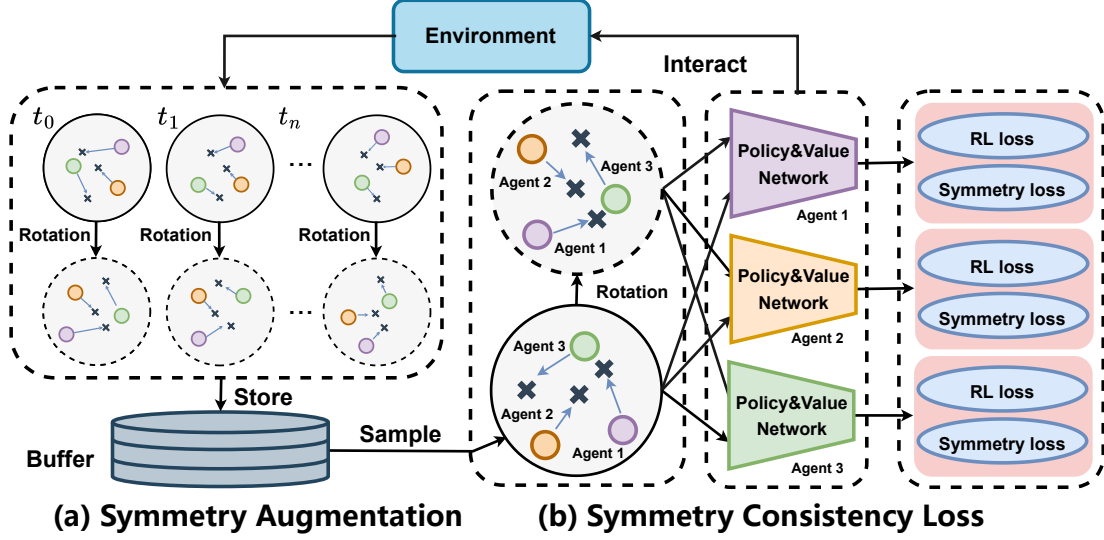 Environment
Interact
t₀
t₁
tₙ
...
Rotation
Rotation
Rotation
...
Store
Buffer
Sample
Agent 2
Agent 3
Agent 1
Rotation
Agent 3
Agent 2
Agent 1
Policy&Value
Network
Agent 1
Policy&Value
Network
Agent 2
Policy&Value
Network
Agent 3
RL loss
Symmetry loss
RL loss
Symmetry loss
RL loss
Symmetry loss
(a) Symmetry Augmentation
(b) Symmetry Consistency Loss